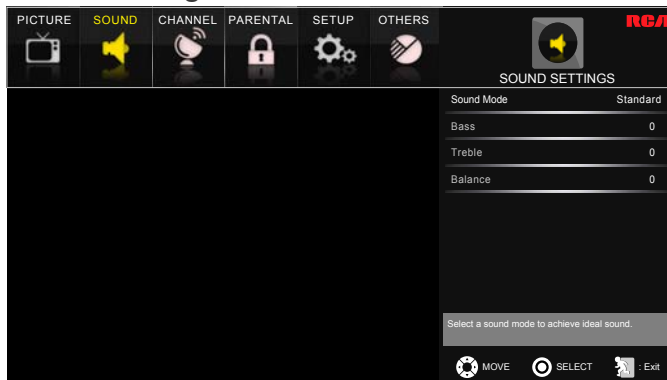 PICTURE SOUND CHANNEL PARENTAL SETUP OTHERS
RCA
SOUND SETTINGS
Sound Mode Standard
Bass 0
Treble 0
Balance 0
Select a sound mode to achieve ideal sound.
MOVE SELECT : Exit